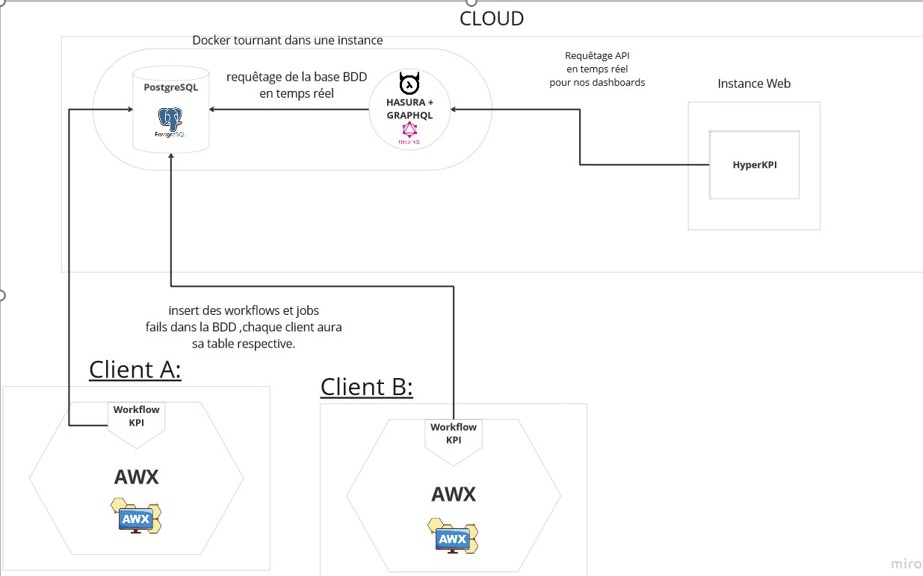 CLOUD
Docker tournant dans une instance
PostgreSQL
PostgreSQL
requêtage de la base BDD
en temps réel
HASURA +
GRAPHQL
Requêtage API
en temps réel
pour nos dashboards
Instance Web
HyperKPI
insert des workflows et jobs
fails dans la BDD ,chaque client aura
sa table respective.
Client A:
Workflow
KPI
AWX
AWX
Client B:
Workflow
KPI
AWX
AWX
miro